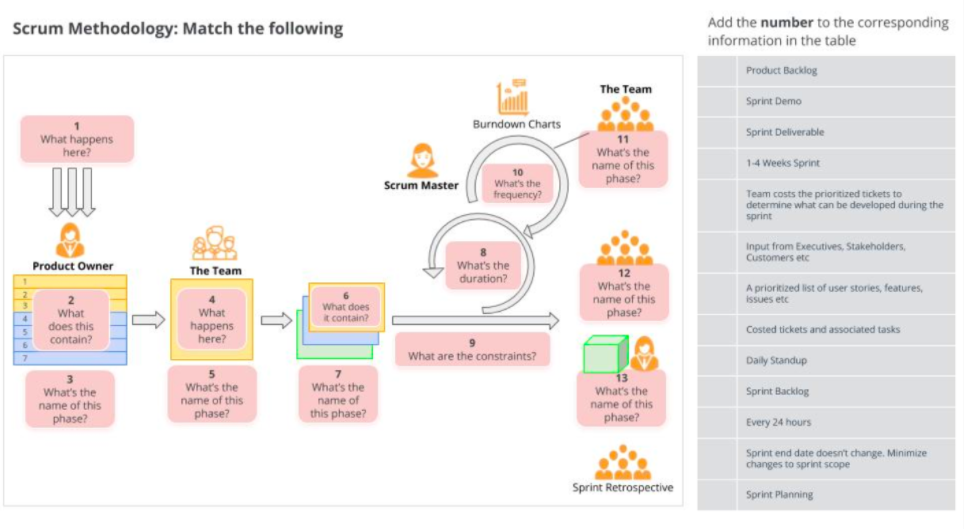 Scrum Methodology: Match the following
Add the number to the corresponding
information in the table
1
What happens
here?
Product Owner
1
2
3
4
5
6
7
2
What
does this
contain?
3
What's the
name of this
phase?
The Team
4
What
happens
here?
5
What's the
name of this
phase?
6
What does
it contain?
7
What's the
name of
this phase?
Scrum Master
Burndown Charts
10
What's the
frequency?
8
What's the
duration?
9
What are the constraints?
The Team
11
What's the
name of this
phase?
12
What's the
name of this
phase?
13
What's the
name of this
phase?
Sprint Retrospective
Product Backlog
Sprint Demo
Sprint Deliverable
1-4 Weeks Sprint
Team costs the prioritized tickets to
determine what can be developed during the
sprint
Input from Executives, Stakeholders,
Customers etc
A prioritized list of user stories, features,
issues etc
Costed tickets and associated tasks
Daily Standup
Sprint Backlog
Every 24 hours
Sprint end date doesn't change. Minimize
changes to sprint scope
Sprint Planning